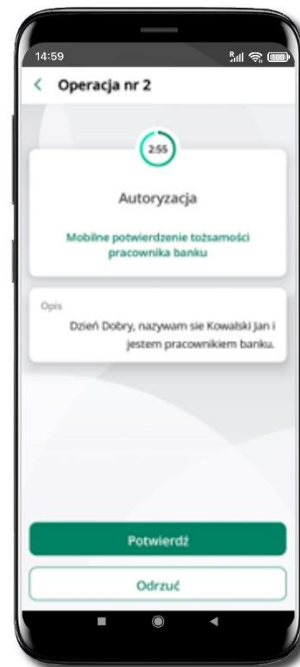 14:59
Operacja nr 2
2:55
Autoryzacja
Mobilne potwierdzenie tożsamości
pracownika banku
Opis
Dzień Dobry, nazywam sie Kowalski Jan i
jestem pracownikiem banku.
Potwierdź
Odrzuć